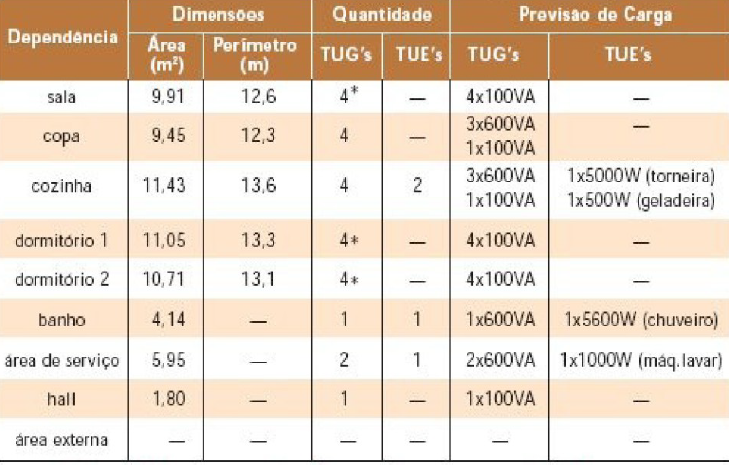 Dependência Dimensões Quantidade Previsão de Carga
Área (m²) Perímetro (m) TUG's TUE's TUG's TUE's
sala 9,91 12,6 4* — 4x100VA —
copa 9,45 12,3 4 — 3x600VA —
1x100VA
cozinha 11,43 13,6 4 2 3x600VA 1x5000W (torneira)
1x100VA 1x500W (geladeira)
dormitório 1 11,05 13,3 4* — 4x100VA —
dormitório 2 10,71 13,1 4* — 4x100VA —
banho 4,14 — 1 1 1x600VA 1x5600W (chuveiro)
área de serviço 5,95 — 2 1 2x600VA 1x1000W (máq.lavar)
hall 1,80 — 1 — 1x100VA —
área externa — — — — — —